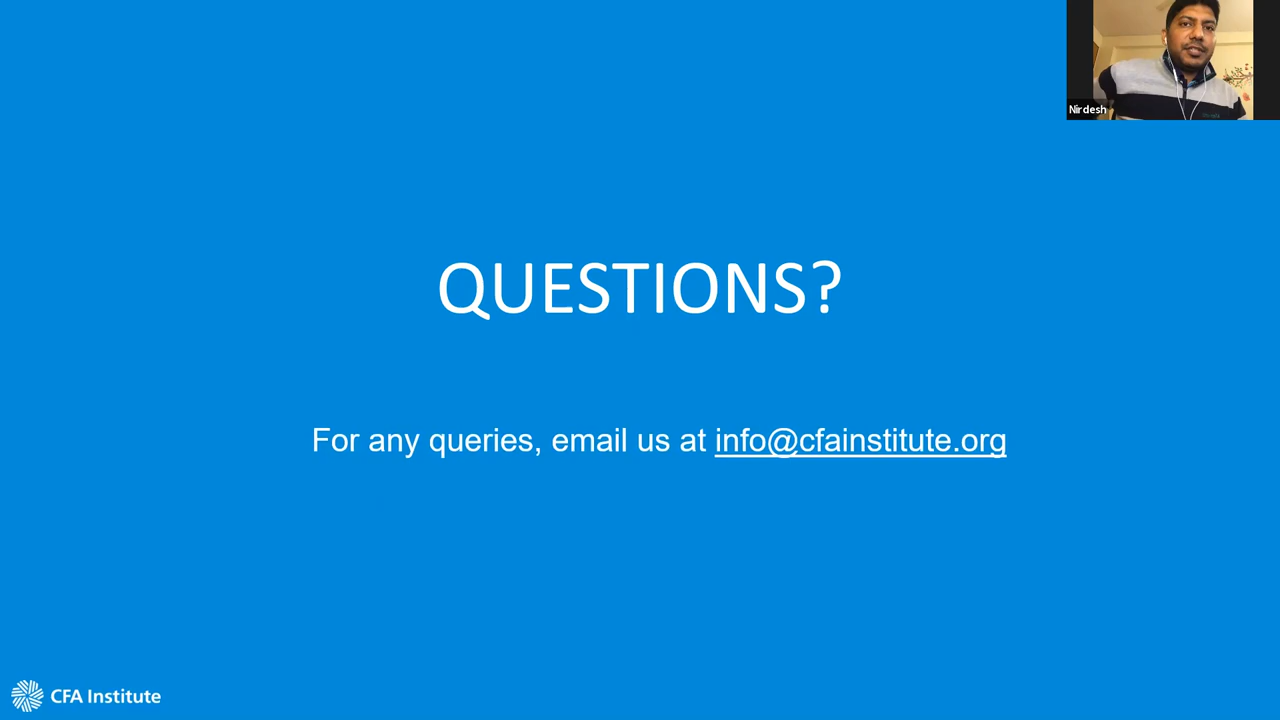 Nirdesh
QUESTIONS?
For any queries, email us at info@cfainstitute.org
CFA Institute